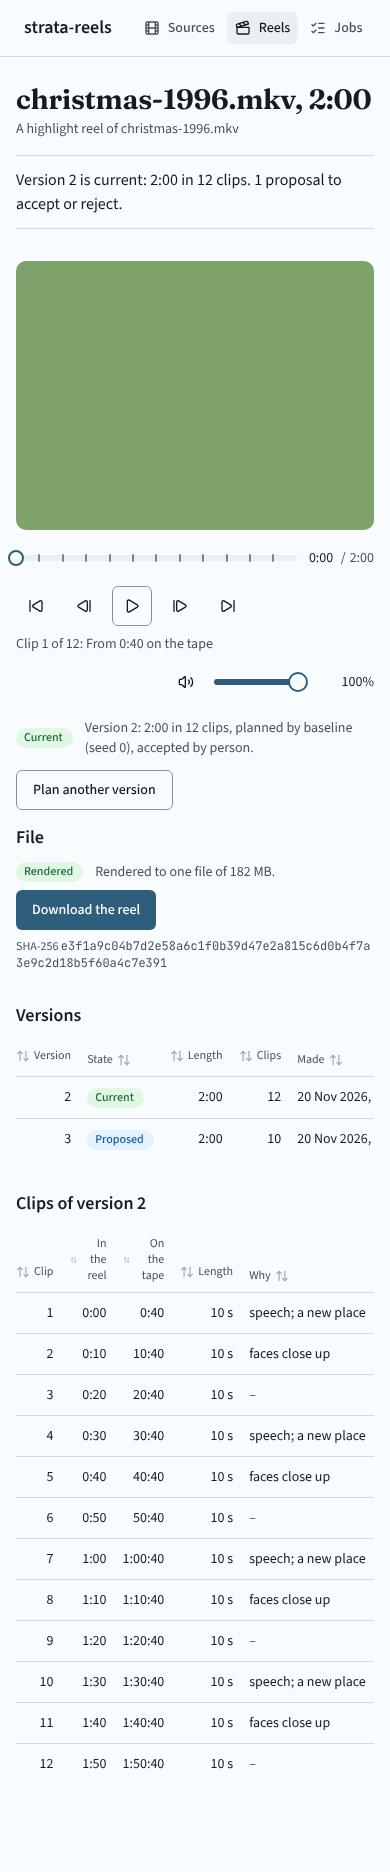 strata-reels Sources Reels Jobs
christmas-1996.mkv, 2:00
A highlight reel of christmas-1996.mkv
Version 2 is current: 2:00 in 12 clips. 1 proposal to
accept or reject.
0:00 / 2:00
Clip 1 of 12: From 0:40 on the tape
100%
Current Version 2: 2:00 in 12 clips, planned by baseline
(seed 0), accepted by person.
Plan another version
File
Rendered Rendered to one file of 182 MB.
Download the reel
SHA-256 e3f1a9c04b7d2e58a6c1f0b39d47e2a815c6d0b4f7a
3e9c2d18b5f60a4c7e391
Versions
Version State Length Clips Made
2 Current 2:00 12 20 Nov 2026,
3 Proposed 2:00 10 20 Nov 2026,
Clips of version 2
Clip In the reel On the tape Length Why
1 0:00 0:40 10 s speech; a new place
2 0:10 10:40 10 s faces close up
3 0:20 20:40 10 s –
4 0:30 30:40 10 s speech; a new place
5 0:40 40:40 10 s faces close up
6 0:50 50:40 10 s –
7 1:00 1:00:40 10 s speech; a new place
8 1:10 1:10:40 10 s faces close up
9 1:20 1:20:40 10 s –
10 1:30 1:30:40 10 s speech; a new place
11 1:40 1:40:40 10 s faces close up
12 1:50 1:50:40 10 s –